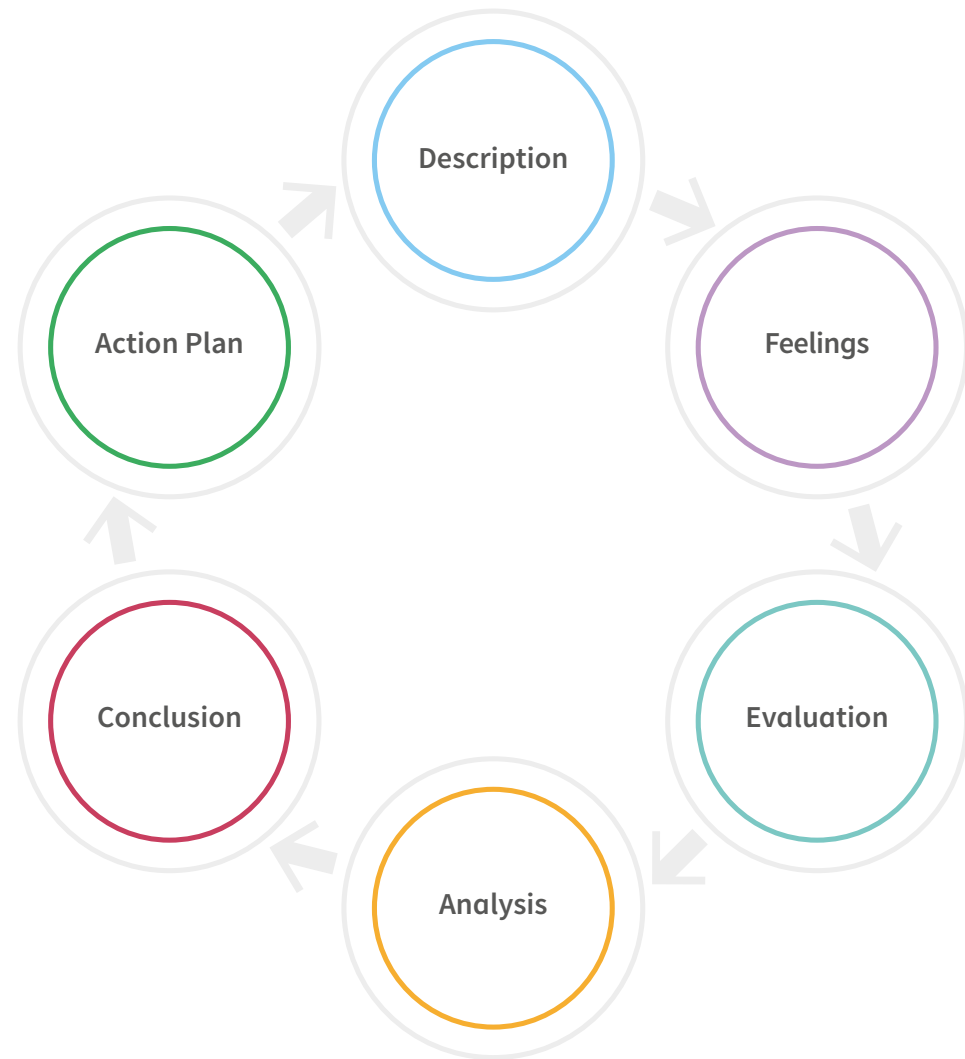 Description
Feelings
Evaluation
Analysis
Conclusion
Action Plan